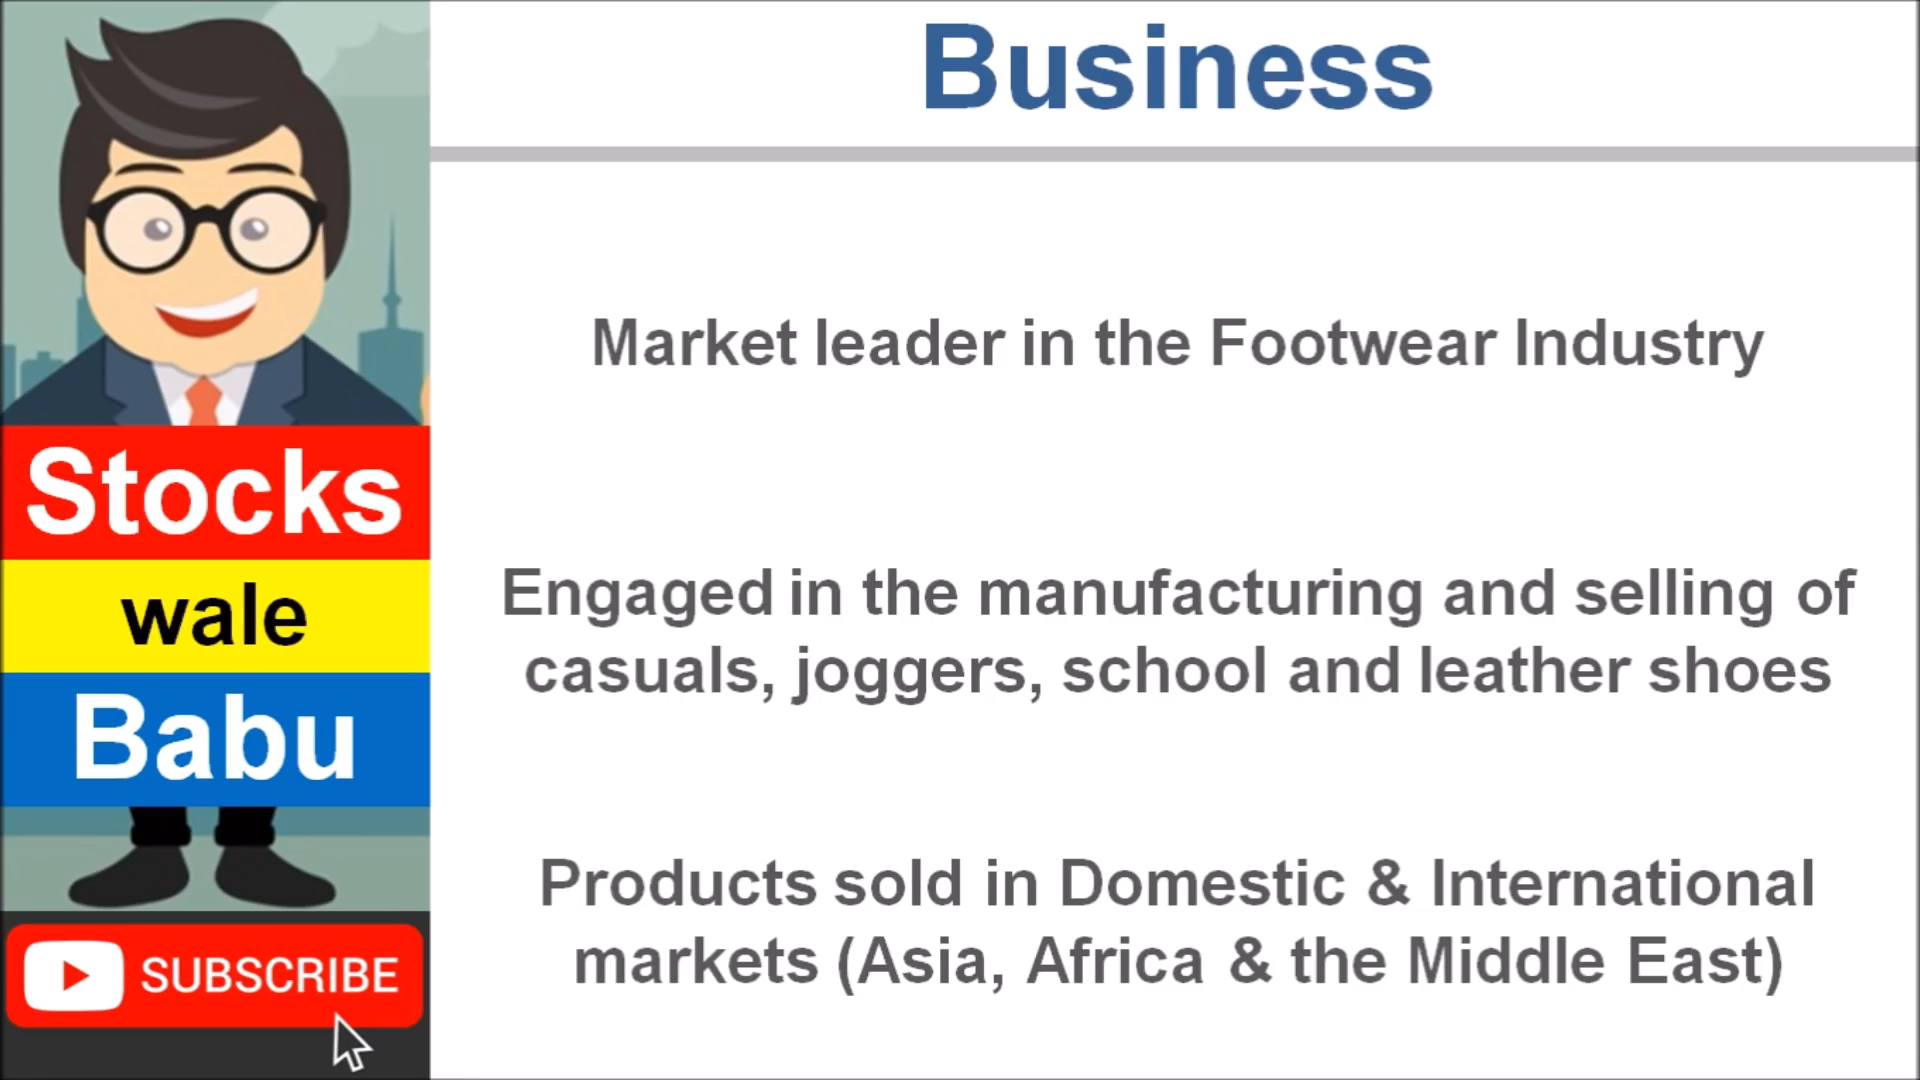 Business
Market leader in the Footwear Industry
Engaged in the manufacturing and selling of
casuals, joggers, school and leather shoes
Products sold in Domestic & International
markets (Asia, Africa & the Middle East)
Stocks
wale
Babu
SUBSCRIBE